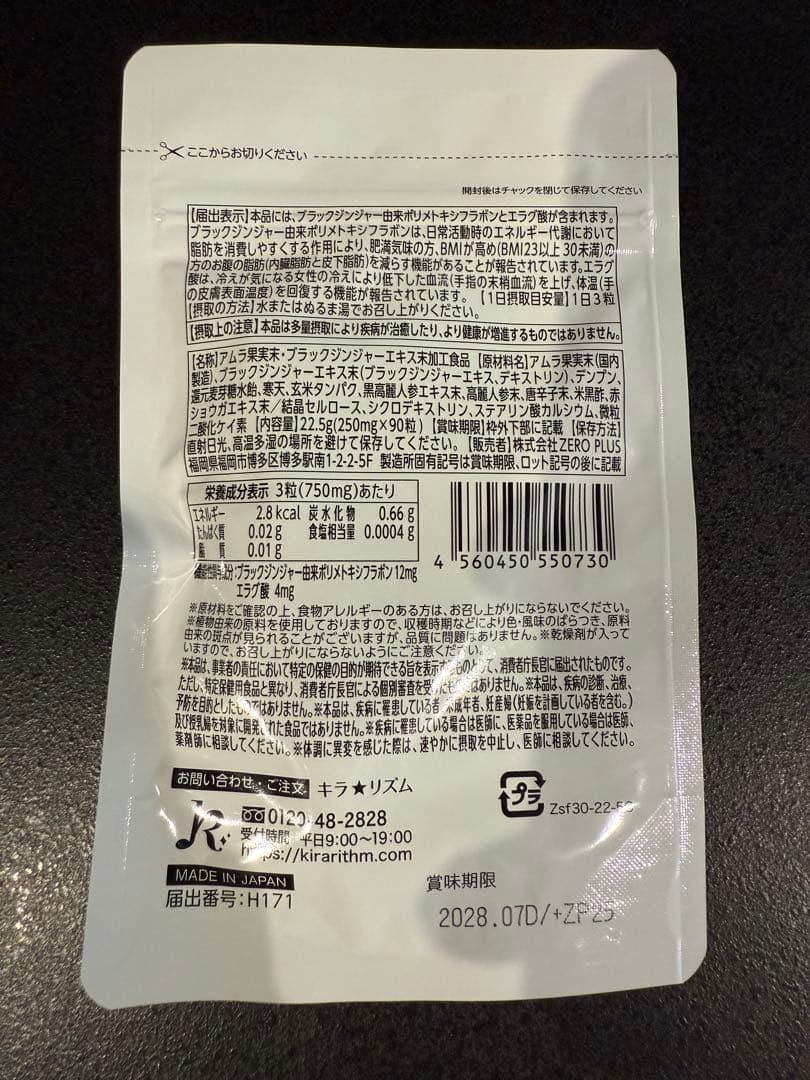 ここからお切りください
開封後はチャックを閉じて保存してください
【届出表示】本品には、ブラックジンジャー由来ポリメトキシフラボンとエラグ酸が含まれます。
ブラックジンジャー由来ポリメトキシフラボンは、日常活動時のエネルギー代謝において
脂肪を消費しやすくする作用により、肥満気味の方、BMIが高め(BMI23以上30未満)の
方のお腹の脂肪(内臓脂肪と皮下脂肪)を減らす機能があることが報告されています。エラグ
酸は、冷えが気になる女性の冷えにより低下した血流(手指の末梢血流)を上げ、体温(手
の皮膚表面温度)を回復する機能が報告されています。【1日摂取目安量】1日3粒
【摂取の方法】水またはぬるま湯でお召し上がりください。
【摂取上の注意】本品は多量摂取により疾病が治癒したり、より健康が増進するものではありません。
【名称】アムラ果実末・ブラックジンジャーエキス末加工食品 【原材料名】アムラ果実末(国内
製造)、ブラックジンジャーエキス末(ブラックジンジャーエキス、デキストリン)、デンプン、
還元麦芽糖水飴、寒天、玄米タンパク、黒高麗人参エキス末、高麗人参末、唐辛子末、米黒酢、赤
ショウガエキス末/結晶セルロース、シクロデキストリン、ステアリン酸カルシウム、微粒
二酸化ケイ素 【内容量】22.5g(250mg×90粒) 【賞味期限】枠外下部に記載 【保存方法】
直射日光、高温多湿の場所を避けて保存してください。【販売者】株式会社ZERO PLUS
福岡県福岡市博多区博多駅南1-2-2-5F 製造所固有記号は賞味期限、ロット記号の後に記載
栄養成分表示 3粒(750mg)あたり
エネルギー 2.8kcal 炭水化物 0.66g
たんぱく質 0.02g 食塩相当量 0.0004g
脂質 0.01g
機能性関与成分:ブラックジンジャー由来ポリメトキシフラボン 12mg
エラグ酸 4mg
4 560450 550730
※原材料をご確認の上、食物アレルギーのある方は、お召し上がりにならないでください。
※植物由来の原料を使用しておりますので、収穫時期などにより色・風味のばらつき、原料
由来の斑点が見られることがございますが、品質に問題はありません。※乾燥剤が入って
いますので、お召し上がりにならないようにご注意ください。
※本品は、事業者の責任において特定の保健の目的が期待できる旨を表示するものとして、消費者庁長官に届出されたものです。
ただし、特定保健用食品と異なり、消費者庁長官による個別審査を受けたものではありません。※本品は、疾病の診断、治療、
予防を目的としたものではありません。※本品は、疾病に罹患している者、未成年者、妊産婦(妊娠を計画している者を含む。)
及び授乳婦を対象に開発された食品ではありません。※疾病に罹患している場合は医師に、医薬品を服用している場合は医師、
薬剤師に相談してください。※体調に異変を感じた際は、速やかに摂取を中止し、医師に相談してください。
お問い合わせ・ご注文 キラ★リズム
0120-48-2828
受付時間 平日9:00〜19:00
https://kirarithm.com
プラ
Zsf30-22-5G
MADE IN JAPAN
届出番号:H171
賞味期限
2028.07D/+ZP25